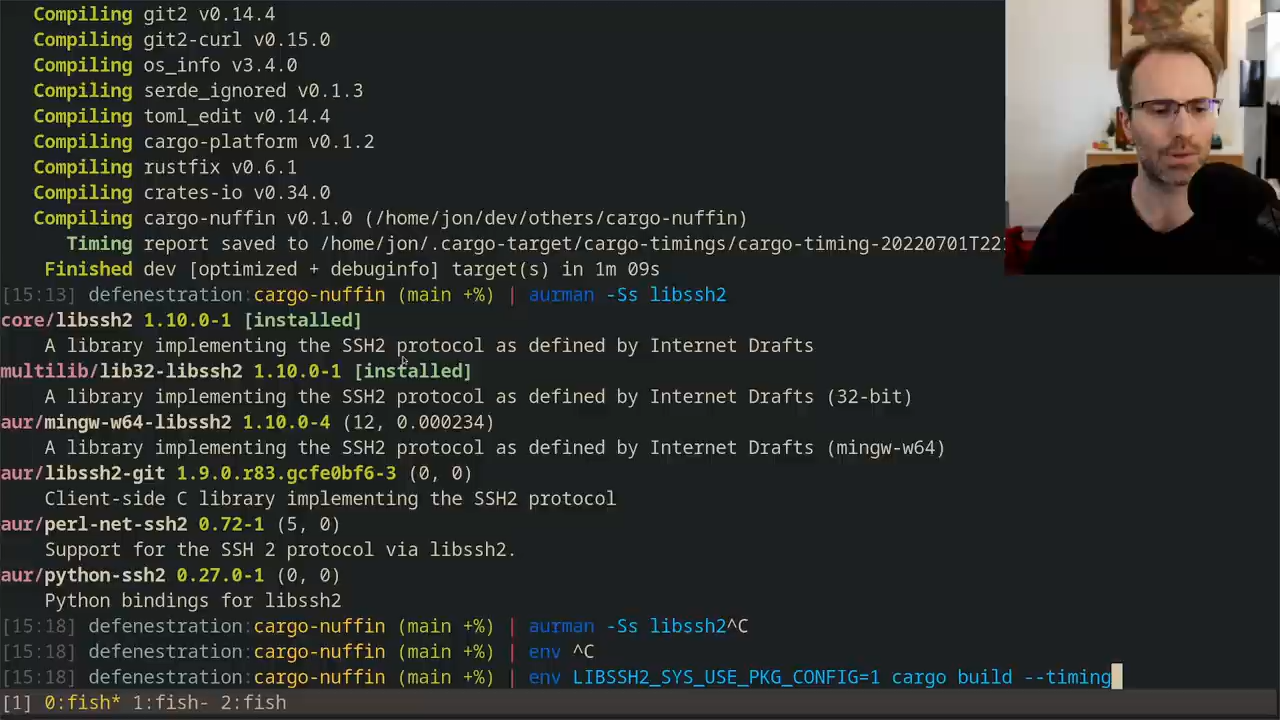 Compiling git2 v0.14.4
Compiling git2-curl v0.15.0
Compiling os_info v3.4.0
Compiling serde_ignored v0.1.3
Compiling toml_edit v0.14.4
Compiling cargo-platform v0.1.2
Compiling rustfix v0.6.1
Compiling crates-io v0.34.0
Compiling cargo-nuffin v0.1.0 (/home/jon/dev/others/cargo-nuffin)
Timing report saved to /home/jon/.cargo-target/cargo-timings/cargo-timing-20220701T221
Finished dev [optimized + debuginfo] target(s) in 1m 09s
[15:13] defenestration:cargo-nuffin (main +%) | aurman -Ss libssh2
core/libssh2 1.10.0-1 [installed]
A library implementing the SSH2 protocol as defined by Internet Drafts
multilib/lib32-libssh2 1.10.0-1 [installed]
A library implementing the SSH2 protocol as defined by Internet Drafts (32-bit)
aur/mingw-w64-libssh2 1.10.0-4 (12, 0.000234)
A library implementing the SSH2 protocol as defined by Internet Drafts (mingw-w64)
aur/libssh2-git 1.9.0.r83.gcfe0bf6-3 (0, 0)
Client-side C library implementing the SSH2 protocol
aur/perl-net-ssh2 0.72-1 (5, 0)
Support for the SSH 2 protocol via libssh2.
aur/python-ssh2 0.27.0-1 (0, 0)
Python bindings for libssh2
[15:18] defenestration:cargo-nuffin (main +%) | aurman -Ss libssh2^C
[15:18] defenestration:cargo-nuffin (main +%) | env ^C
[15:18] defenestration:cargo-nuffin (main +%) | env LIBSSH2_SYS_USE_PKG_CONFIG=1 cargo build --timing
[1] 0:fish* 1:fish- 2:fish